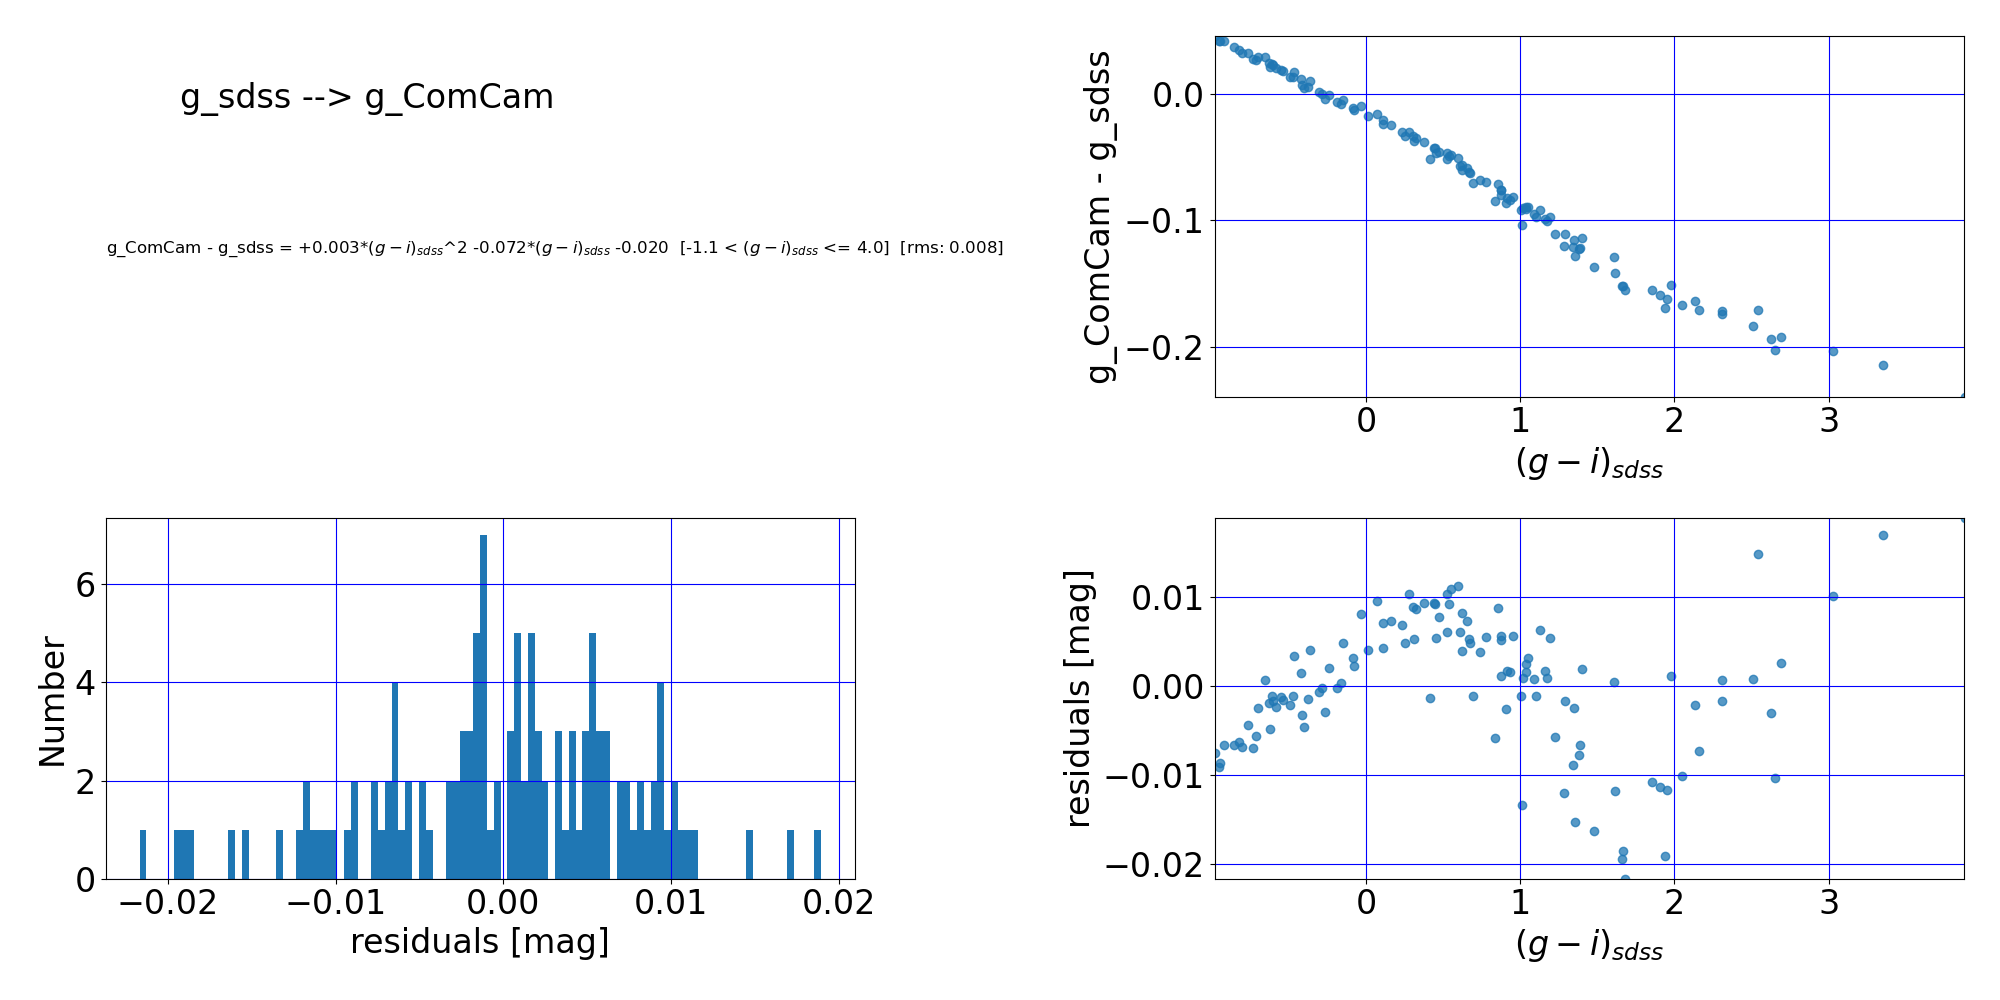 g_sdss --> g_ComCam
g_ComCam - g_sdss = +0.003*(g − i)sdss^2 -0.072*(g − i)sdss -0.020 [-1.1 < (g − i)sdss <= 4.0] [rms: 0.008]
g_ComCam - g_sdss
0.0
−0.1
−0.2
0 1 2 3
(g − i)sdss
Number
6
4
2
0
−0.02 −0.01 0.00 0.01 0.02
residuals [mag]
residuals [mag]
0.01
0.00
−0.01
−0.02
0 1 2 3
(g − i)sdss